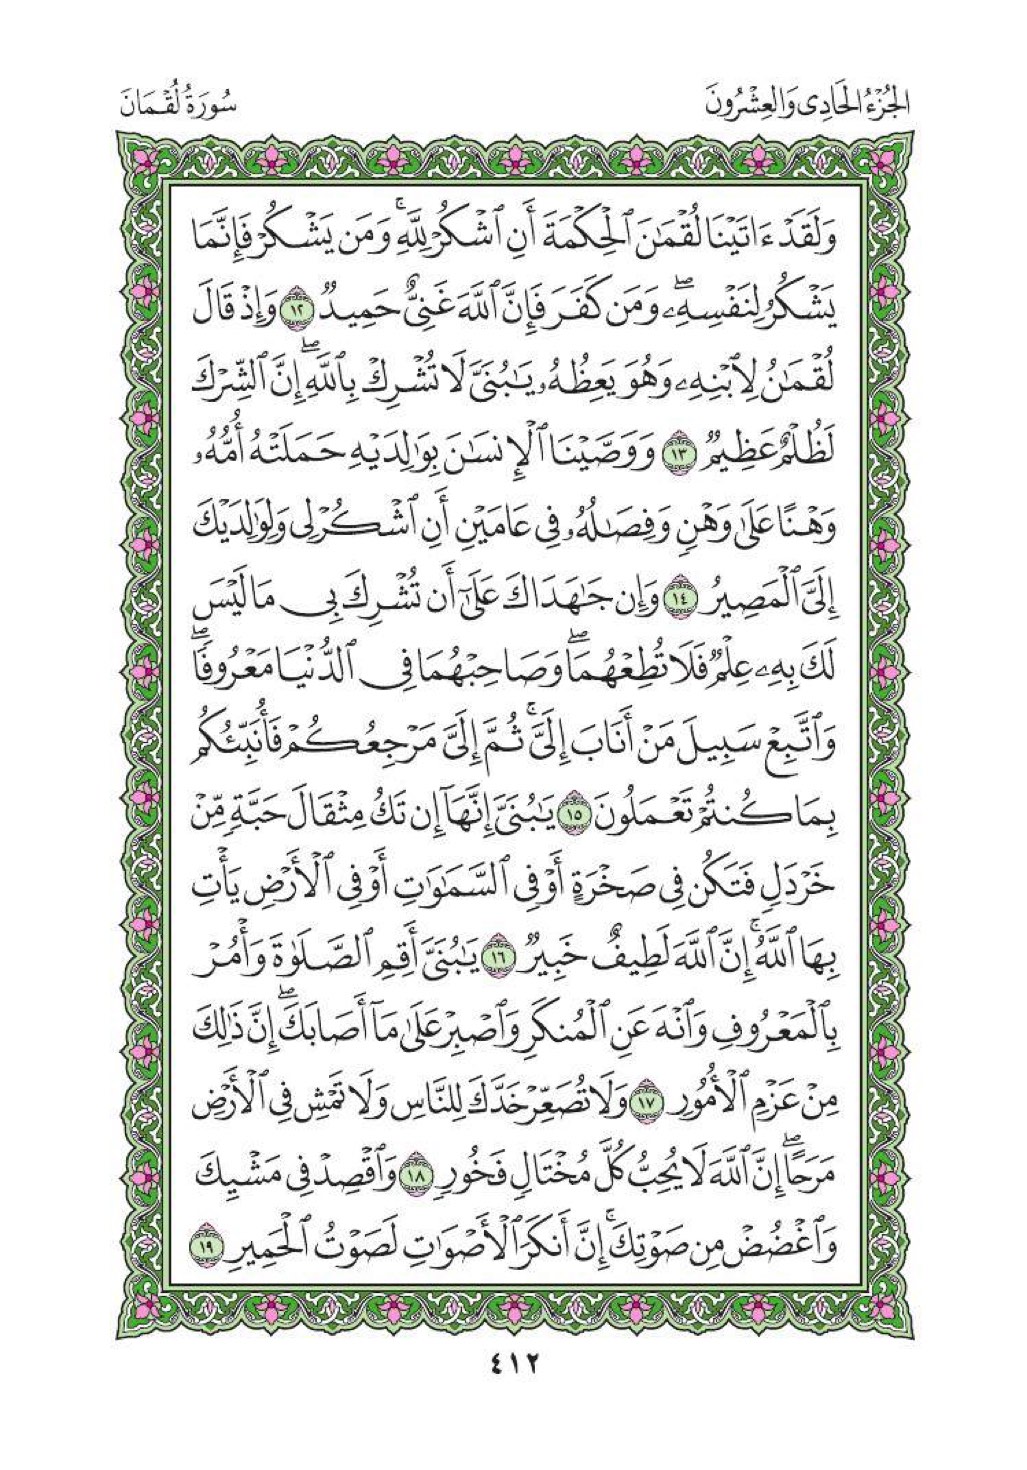 الجُزْءُ الحَادِى وَالعِشْرُونَ
سُورَةُ لُقْمَانَ
وَلَقَدْ ءَاتَيْنَا لُقْمَٰنَ ٱلْحِكْمَةَ أَنِ ٱشْكُرْ لِلَّهِۚ وَمَن يَشْكُرْ فَإِنَّمَا
يَشْكُرُ لِنَفْسِهِۦۖ وَمَن كَفَرَ فَإِنَّ ٱللَّهَ غَنِىٌّ حَمِيدٌ ١٢ وَإِذْ قَالَ
لُقْمَٰنُ لِٱبْنِهِۦ وَهُوَ يَعِظُهُۥ يَٰبُنَىَّ لَا تُشْرِكْ بِٱللَّهِۖ إِنَّ ٱلشِّرْكَ
لَظُلْمٌ عَظِيمٌ ١٣ وَوَصَّيْنَا ٱلْإِنسَٰنَ بِوَٰلِدَيْهِ حَمَلَتْهُ أُمُّهُۥ
وَهْنًا عَلَىٰ وَهْنٍ وَفِصَٰلُهُۥ فِى عَامَيْنِ أَنِ ٱشْكُرْ لِى وَلِوَٰلِدَيْكَ
إِلَىَّ ٱلْمَصِيرُ ١٤ وَإِن جَٰهَدَاكَ عَلَىٰٓ أَن تُشْرِكَ بِى مَا لَيْسَ
لَكَ بِهِۦ عِلْمٌ فَلَا تُطِعْهُمَاۖ وَصَاحِبْهُمَا فِى ٱلدُّنْيَا مَعْرُوفًاۖ
وَٱتَّبِعْ سَبِيلَ مَنْ أَنَابَ إِلَىَّۚ ثُمَّ إِلَىَّ مَرْجِعُكُمْ فَأُنَبِّئُكُم
بِمَا كُنتُمْ تَعْمَلُونَ ١٥ يَٰبُنَىَّ إِنَّهَآ إِن تَكُ مِثْقَالَ حَبَّةٍ مِّنْ
خَرْدَلٍ فَتَكُن فِى صَخْرَةٍ أَوْ فِى ٱلسَّمَٰوَٰتِ أَوْ فِى ٱلْأَرْضِ يَأْتِ
بِهَا ٱللَّهُۚ إِنَّ ٱللَّهَ لَطِيفٌ خَبِيرٌ ١٦ يَٰبُنَىَّ أَقِمِ ٱلصَّلَوٰةَ وَأْمُرْ
بِٱلْمَعْرُوفِ وَٱنْهَ عَنِ ٱلْمُنكَرِ وَٱصْبِرْ عَلَىٰ مَآ أَصَابَكَۖ إِنَّ ذَٰلِكَ
مِنْ عَزْمِ ٱلْأُمُورِ ١٧ وَلَا تُصَعِّرْ خَدَّكَ لِلنَّاسِ وَلَا تَمْشِ فِى ٱلْأَرْضِ
مَرَحًاۖ إِنَّ ٱللَّهَ لَا يُحِبُّ كُلَّ مُخْتَالٍ فَخُورٍ ١٨ وَٱقْصِدْ فِى مَشْيِكَ
وَٱغْضُضْ مِن صَوْتِكَۚ إِنَّ أَنكَرَ ٱلْأَصْوَٰتِ لَصَوْتُ ٱلْحَمِيرِ ١٩
٤١٢